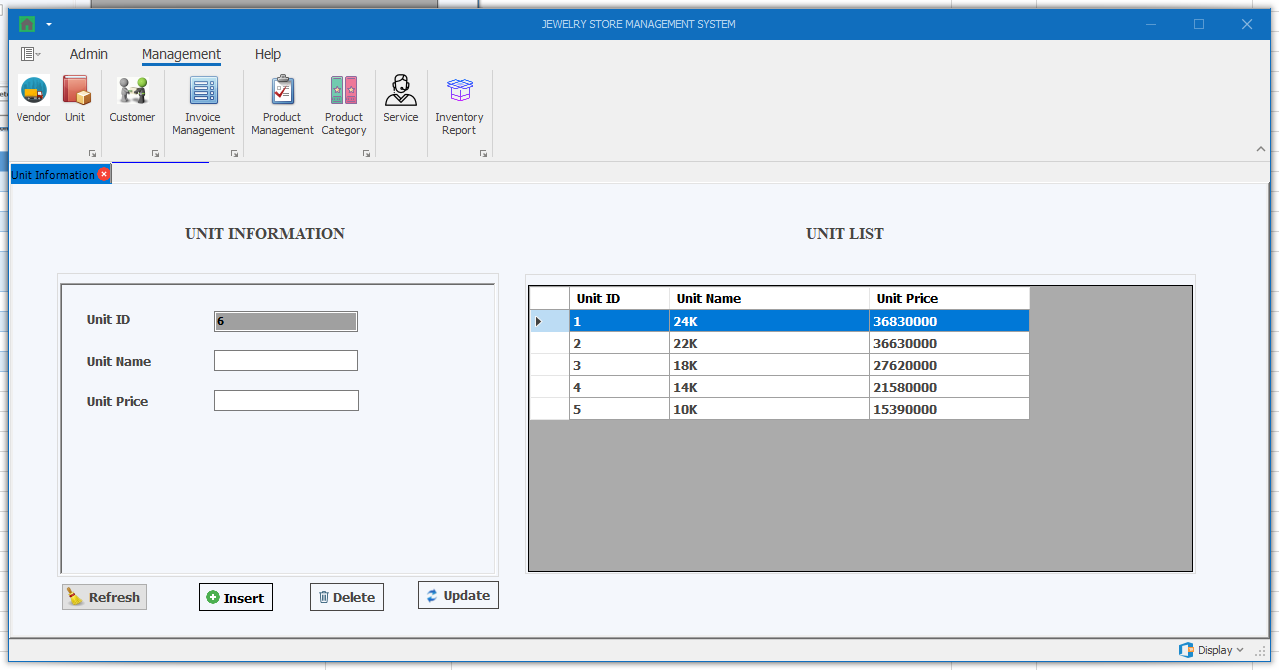 JEWELRY STORE MANAGEMENT SYSTEM
Admin Management Help
Vendor Unit Customer Invoice Management Product Management Product Category Service Inventory Report
Unit Information
UNIT INFORMATION
Unit ID 6
Unit Name
Unit Price
Refresh Insert Delete Update
UNIT LIST
Unit ID Unit Name Unit Price
1 24K 36830000
2 22K 36630000
3 18K 27620000
4 14K 21580000
5 10K 15390000
Display